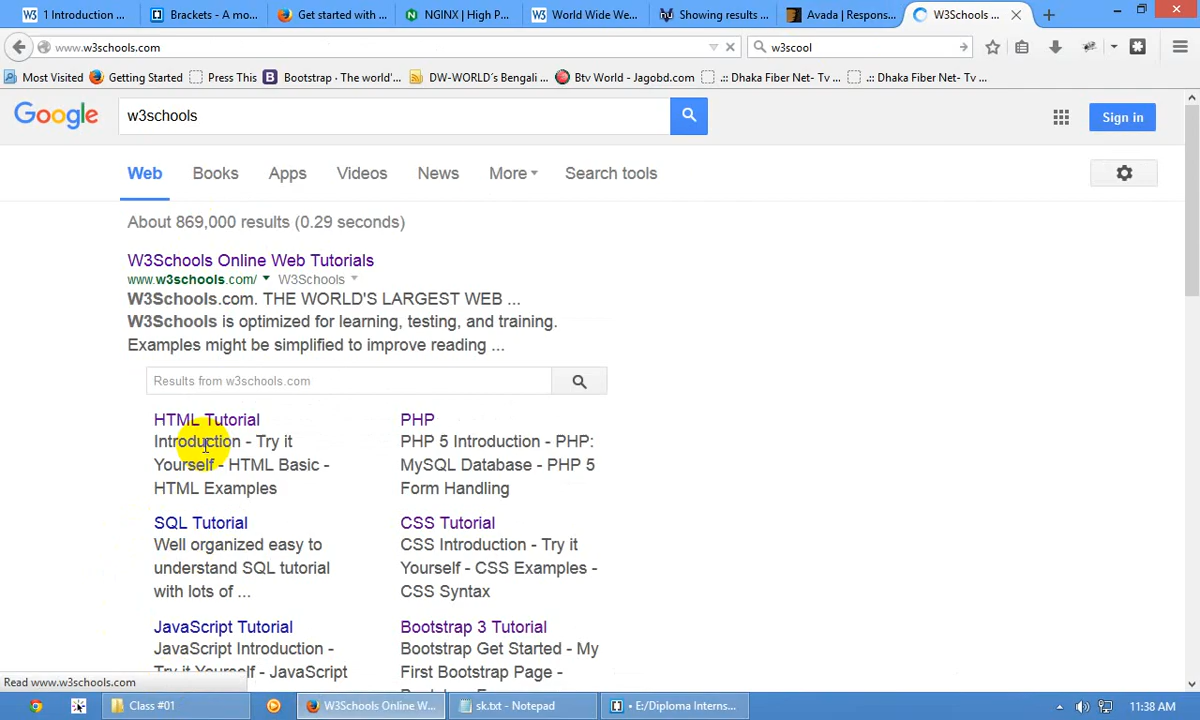 1 Introduction ...
Brackets - A mo...
Get started with ...
NGINX | High P...
World Wide We...
Showing results ...
Avada | Respons...
W3Schools ...
www.w3schools.com
w3scool
Most Visited
Getting Started
Press This
Bootstrap · The world'...
DW-WORLD´s Bengali ...
Btv World - Jagobd.com
.:: Dhaka Fiber Net- Tv ...
.:: Dhaka Fiber Net- Tv ...
Google
w3schools
Sign in
Web
Books
Apps
Videos
News
More
Search tools
About 869,000 results (0.29 seconds)
W3Schools Online Web Tutorials
www.w3schools.com/ W3Schools
W3Schools.com. THE WORLD'S LARGEST WEB ...
W3Schools is optimized for learning, testing, and training.
Examples might be simplified to improve reading ...
Results from w3schools.com
HTML Tutorial
Introduction - Try it
Yourself - HTML Basic -
HTML Examples
PHP
PHP 5 Introduction - PHP:
MySQL Database - PHP 5
Form Handling
SQL Tutorial
Well organized easy to
understand SQL tutorial
with lots of ...
CSS Tutorial
CSS Introduction - Try it
Yourself - CSS Examples -
CSS Syntax
JavaScript Tutorial
JavaScript Introduction -
Try it Yourself - JavaScript
Bootstrap 3 Tutorial
Bootstrap Get Started - My
First Bootstrap Page -
Read www.w3schools.com
Class #01
W3Schools Online W...
sk.txt - Notepad
• E:/Diploma Interns...
11:38 AM